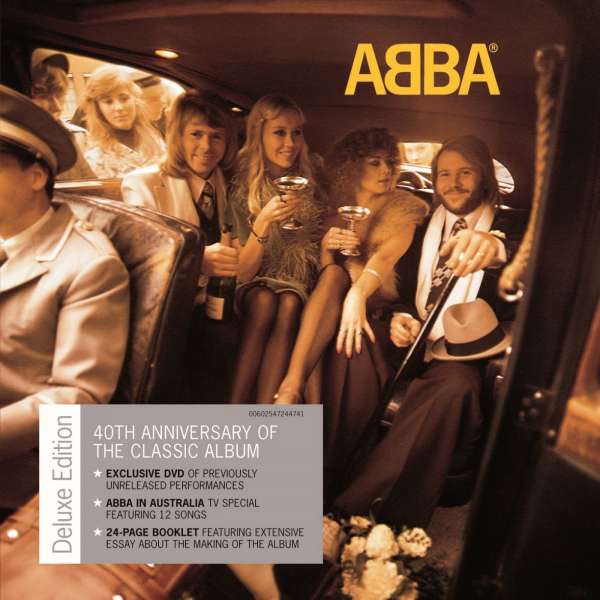 ABBA®
00602547244741
Deluxe Edition
40TH ANNIVERSARY OF
THE CLASSIC ALBUM
★ EXCLUSIVE DVD OF PREVIOUSLY
UNRELEASED PERFORMANCES
★ ABBA IN AUSTRALIA TV SPECIAL
FEATURING 12 SONGS
★ 24-PAGE BOOKLET FEATURING EXTENSIVE
ESSAY ABOUT THE MAKING OF THE ALBUM